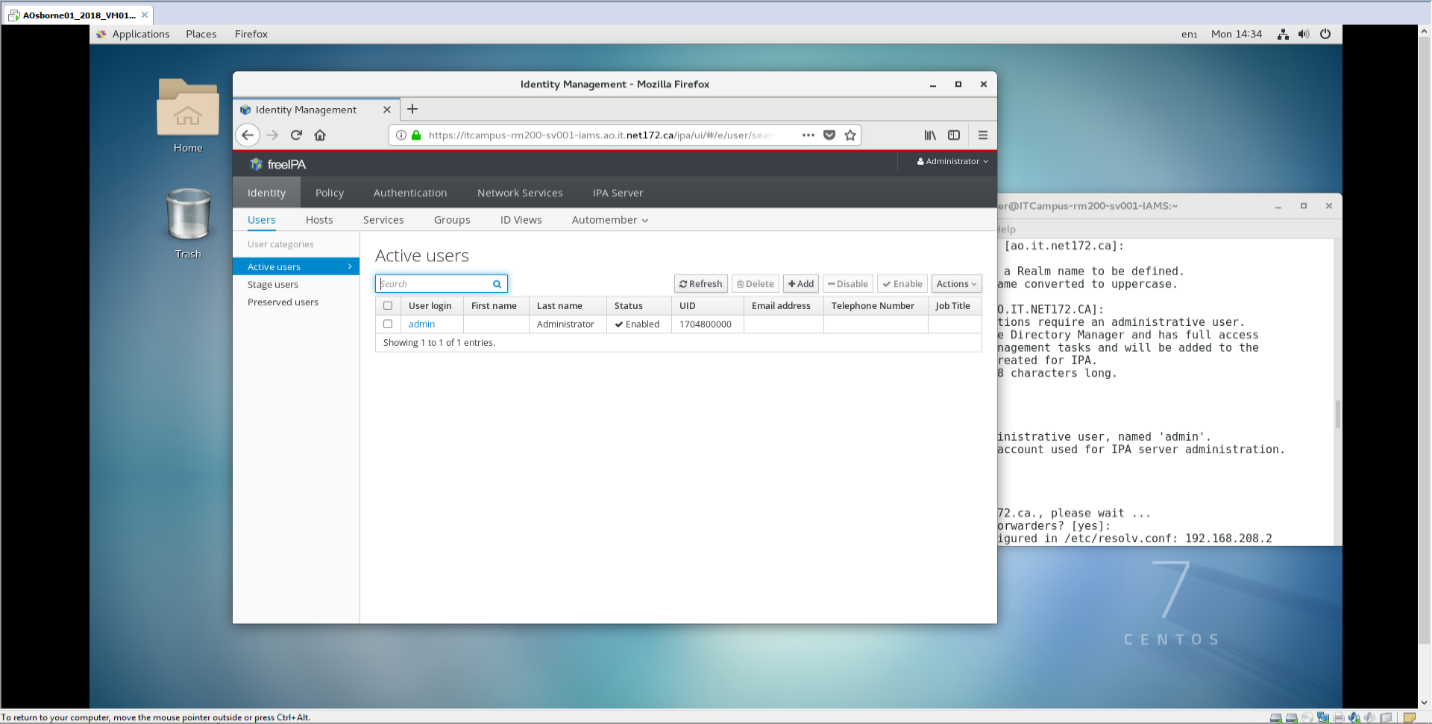 AOsborne01_2018_VM01...
Applications Places Firefox
en1 Mon 14:34
Home
Trash
Identity Management - Mozilla Firefox
Identity Management
https://itcampus-rm200-sv001-iams.ao.it.net172.ca/ipa/ui/#/e/user/sear
freeIPA
Administrator
Identity Policy Authentication Network Services IPA Server
Users Hosts Services Groups ID Views Automember
User categories
Active users
Stage users
Preserved users
Active users
Search
Refresh Delete Add Disable Enable Actions
User login First name Last name Status UID Email address Telephone Number Job Title
admin Administrator Enabled 1704800000
Showing 1 to 1 of 1 entries.
er@ITCampus-rm200-sv001-IAMS:~
Help
[ao.it.net172.ca]:
a Realm name to be defined.
ame converted to uppercase.
O.IT.NET172.CA]:
tions require an administrative user.
e Directory Manager and has full access
nagement tasks and will be added to the
reated for IPA.
8 characters long.
inistrative user, named 'admin'.
account used for IPA server administration.
72.ca., please wait ...
orwarders? [yes]:
igured in /etc/resolv.conf: 192.168.208.2
7
CENTOS
To return to your computer, move the mouse pointer outside or press Ctrl+Alt.